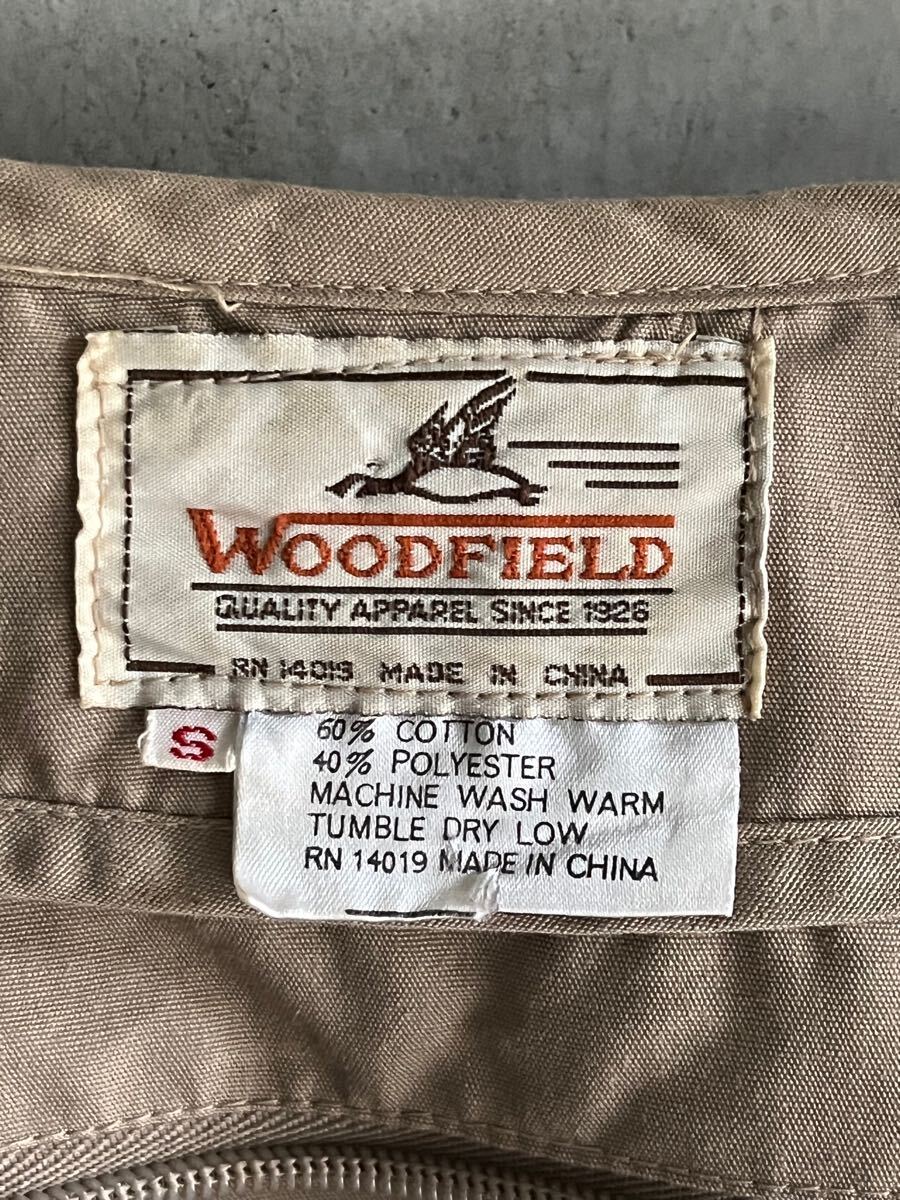 WOODFIELD
QUALITY APPAREL SINCE 1926
RN 14019 MADE IN CHINA
S
60% COTTON
40% POLYESTER
MACHINE WASH WARM
TUMBLE DRY LOW
RN 14019 MADE IN CHINA